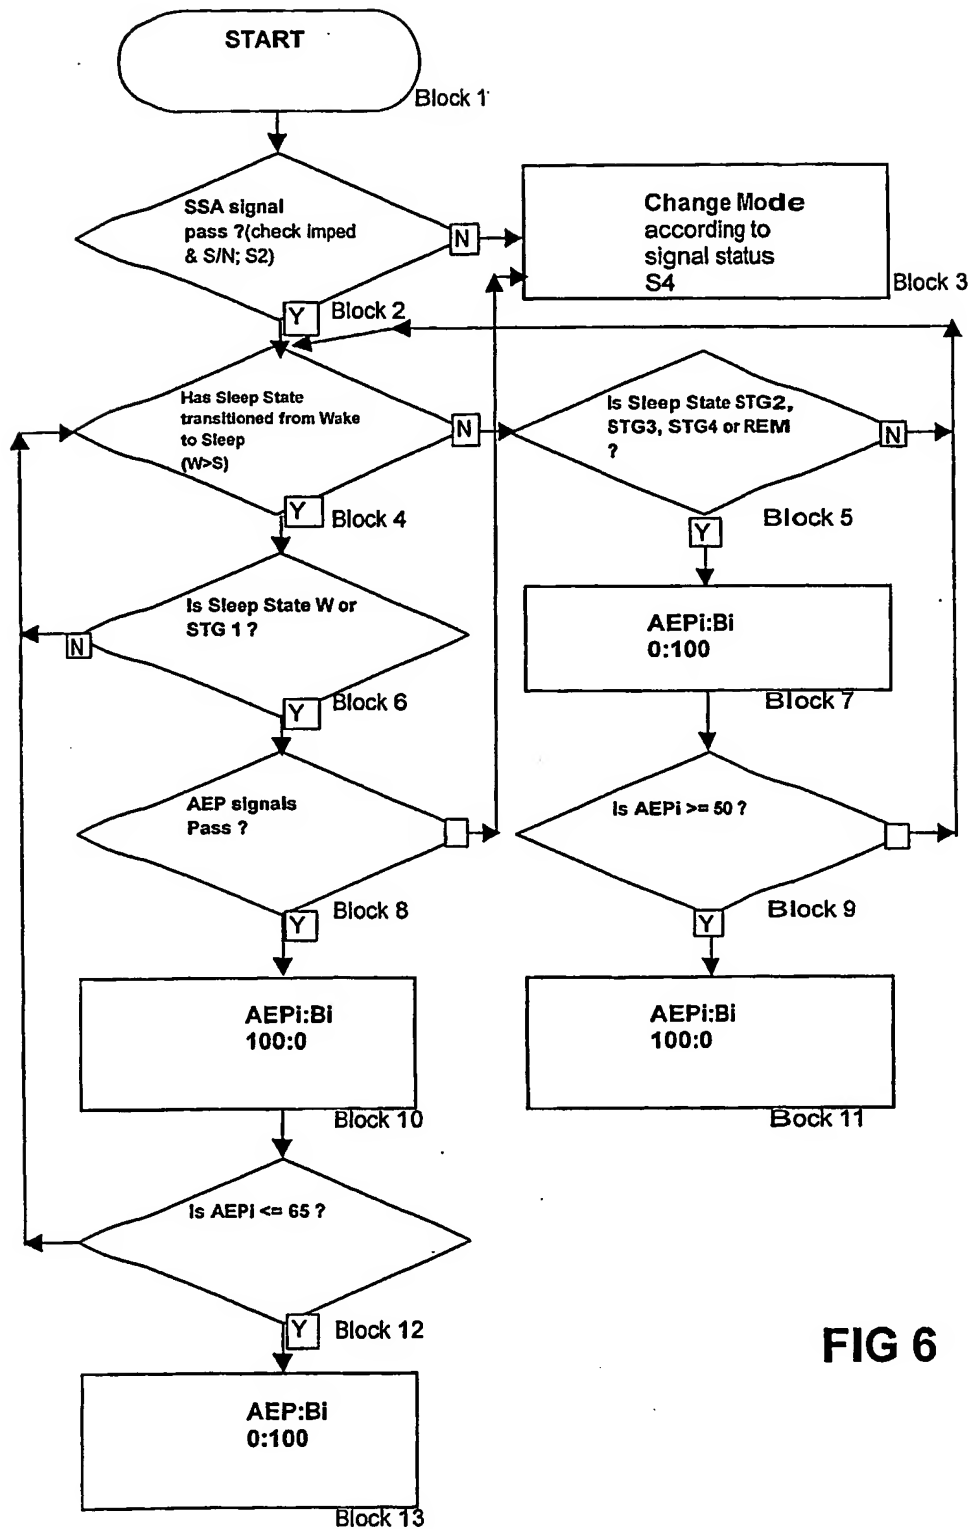 START
Block 1
SSA signal
pass ?(check imped
& S/N; S2)
N
Y
Block 2
Change Mode
according to
signal status
S4
Block 3
Has Sleep State
transitioned from Wake
to Sleep
(W>S)
N
Y
Block 4
Is Sleep State STG2,
STG3, STG4 or REM
?
N
Y
Block 5
Is Sleep State W or
STG 1 ?
N
Y
Block 6
AEPi:Bi
0:100
Block 7
AEP signals
Pass ?
Y
Block 8
Is AEPi >= 50 ?
Y
Block 9
AEPi:Bi
100:0
Block 10
AEPi:Bi
100:0
Bock 11
Is AEPi <= 65 ?
Y
Block 12
AEP:Bi
0:100
Block 13
FIG 6